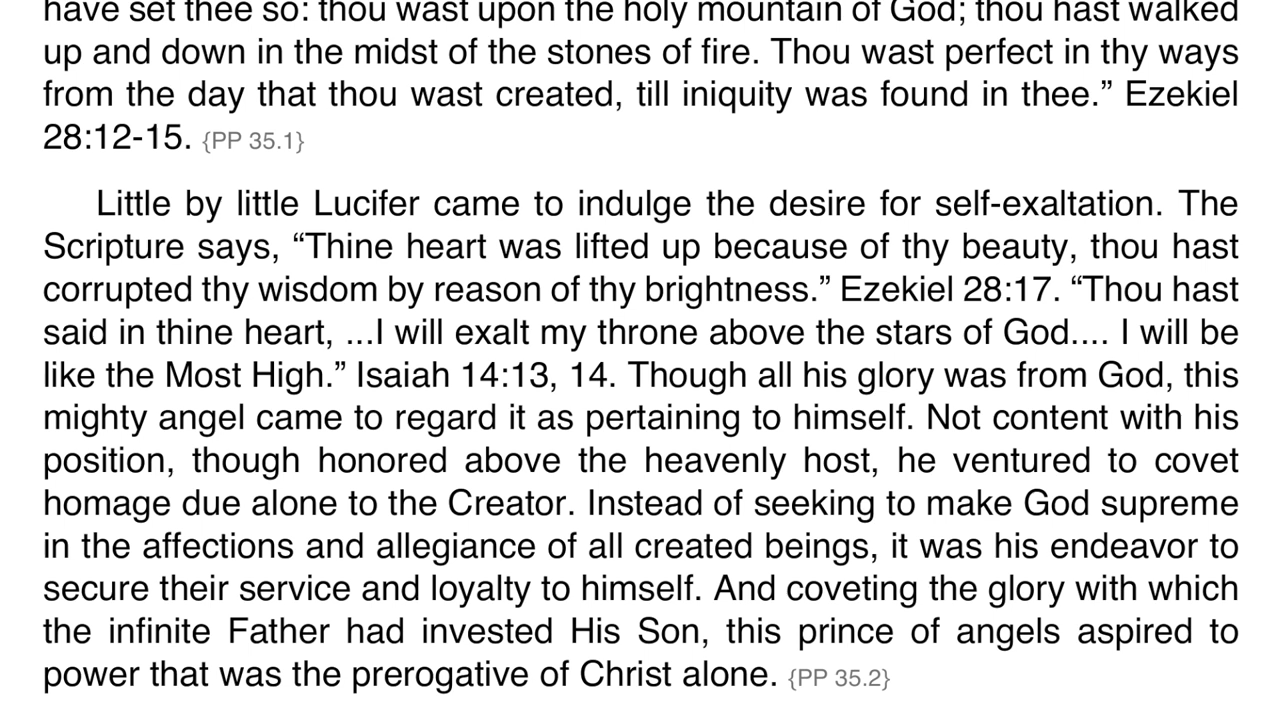 have set thee so: thou wast upon the holy mountain of God; thou hast walked
up and down in the midst of the stones of fire. Thou wast perfect in thy ways
from the day that thou wast created, till iniquity was found in thee.” Ezekiel
28:12-15. {PP 35.1}
Little by little Lucifer came to indulge the desire for self-exaltation. The
Scripture says, “Thine heart was lifted up because of thy beauty, thou hast
corrupted thy wisdom by reason of thy brightness.” Ezekiel 28:17. “Thou hast
said in thine heart, ...I will exalt my throne above the stars of God.... I will be
like the Most High.” Isaiah 14:13, 14. Though all his glory was from God, this
mighty angel came to regard it as pertaining to himself. Not content with his
position, though honored above the heavenly host, he ventured to covet
homage due alone to the Creator. Instead of seeking to make God supreme
in the affections and allegiance of all created beings, it was his endeavor to
secure their service and loyalty to himself. And coveting the glory with which
the infinite Father had invested His Son, this prince of angels aspired to
power that was the prerogative of Christ alone. {PP 35.2}